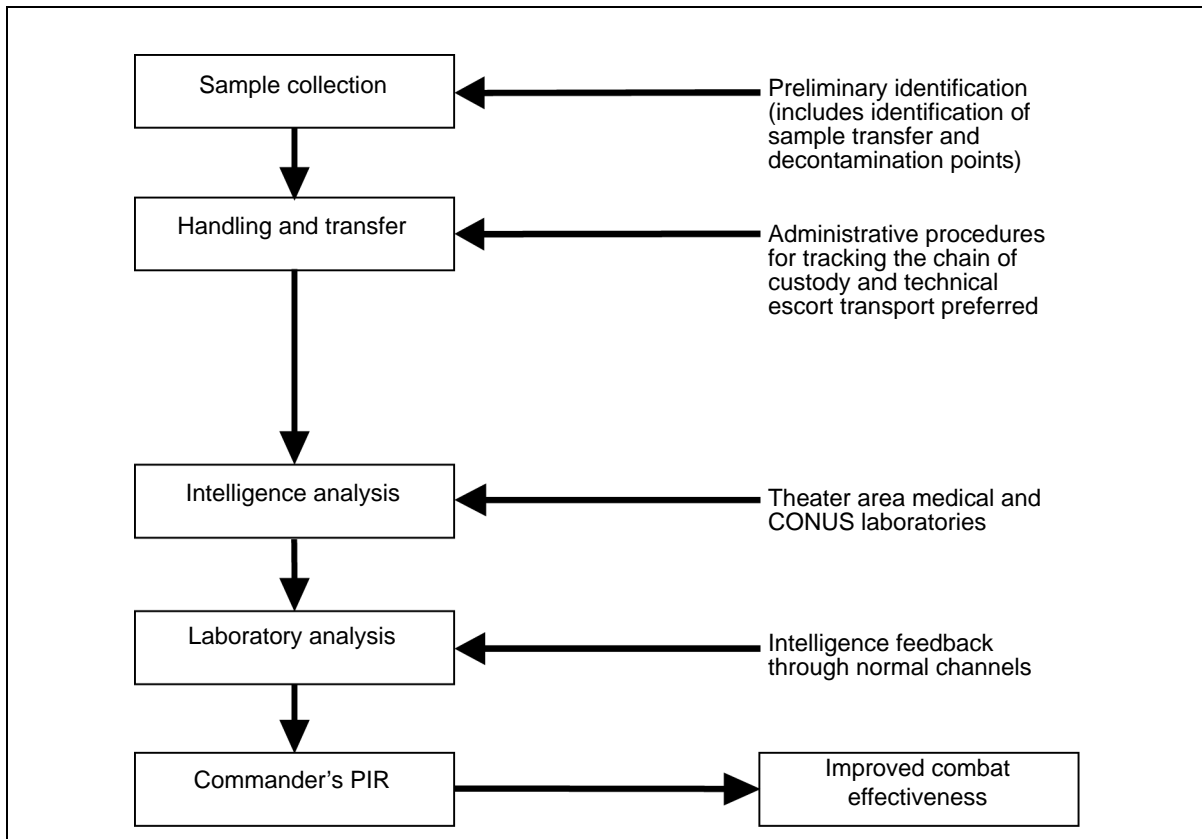 Sample collection
Preliminary identification
(includes identification of
sample transfer and
decontamination points)
Handling and transfer
Administrative procedures
for tracking the chain of
custody and technical
escort transport preferred
Intelligence analysis
Theater area medical and
CONUS laboratories
Laboratory analysis
Intelligence feedback
through normal channels
Commander’s PIR
Improved combat
effectiveness